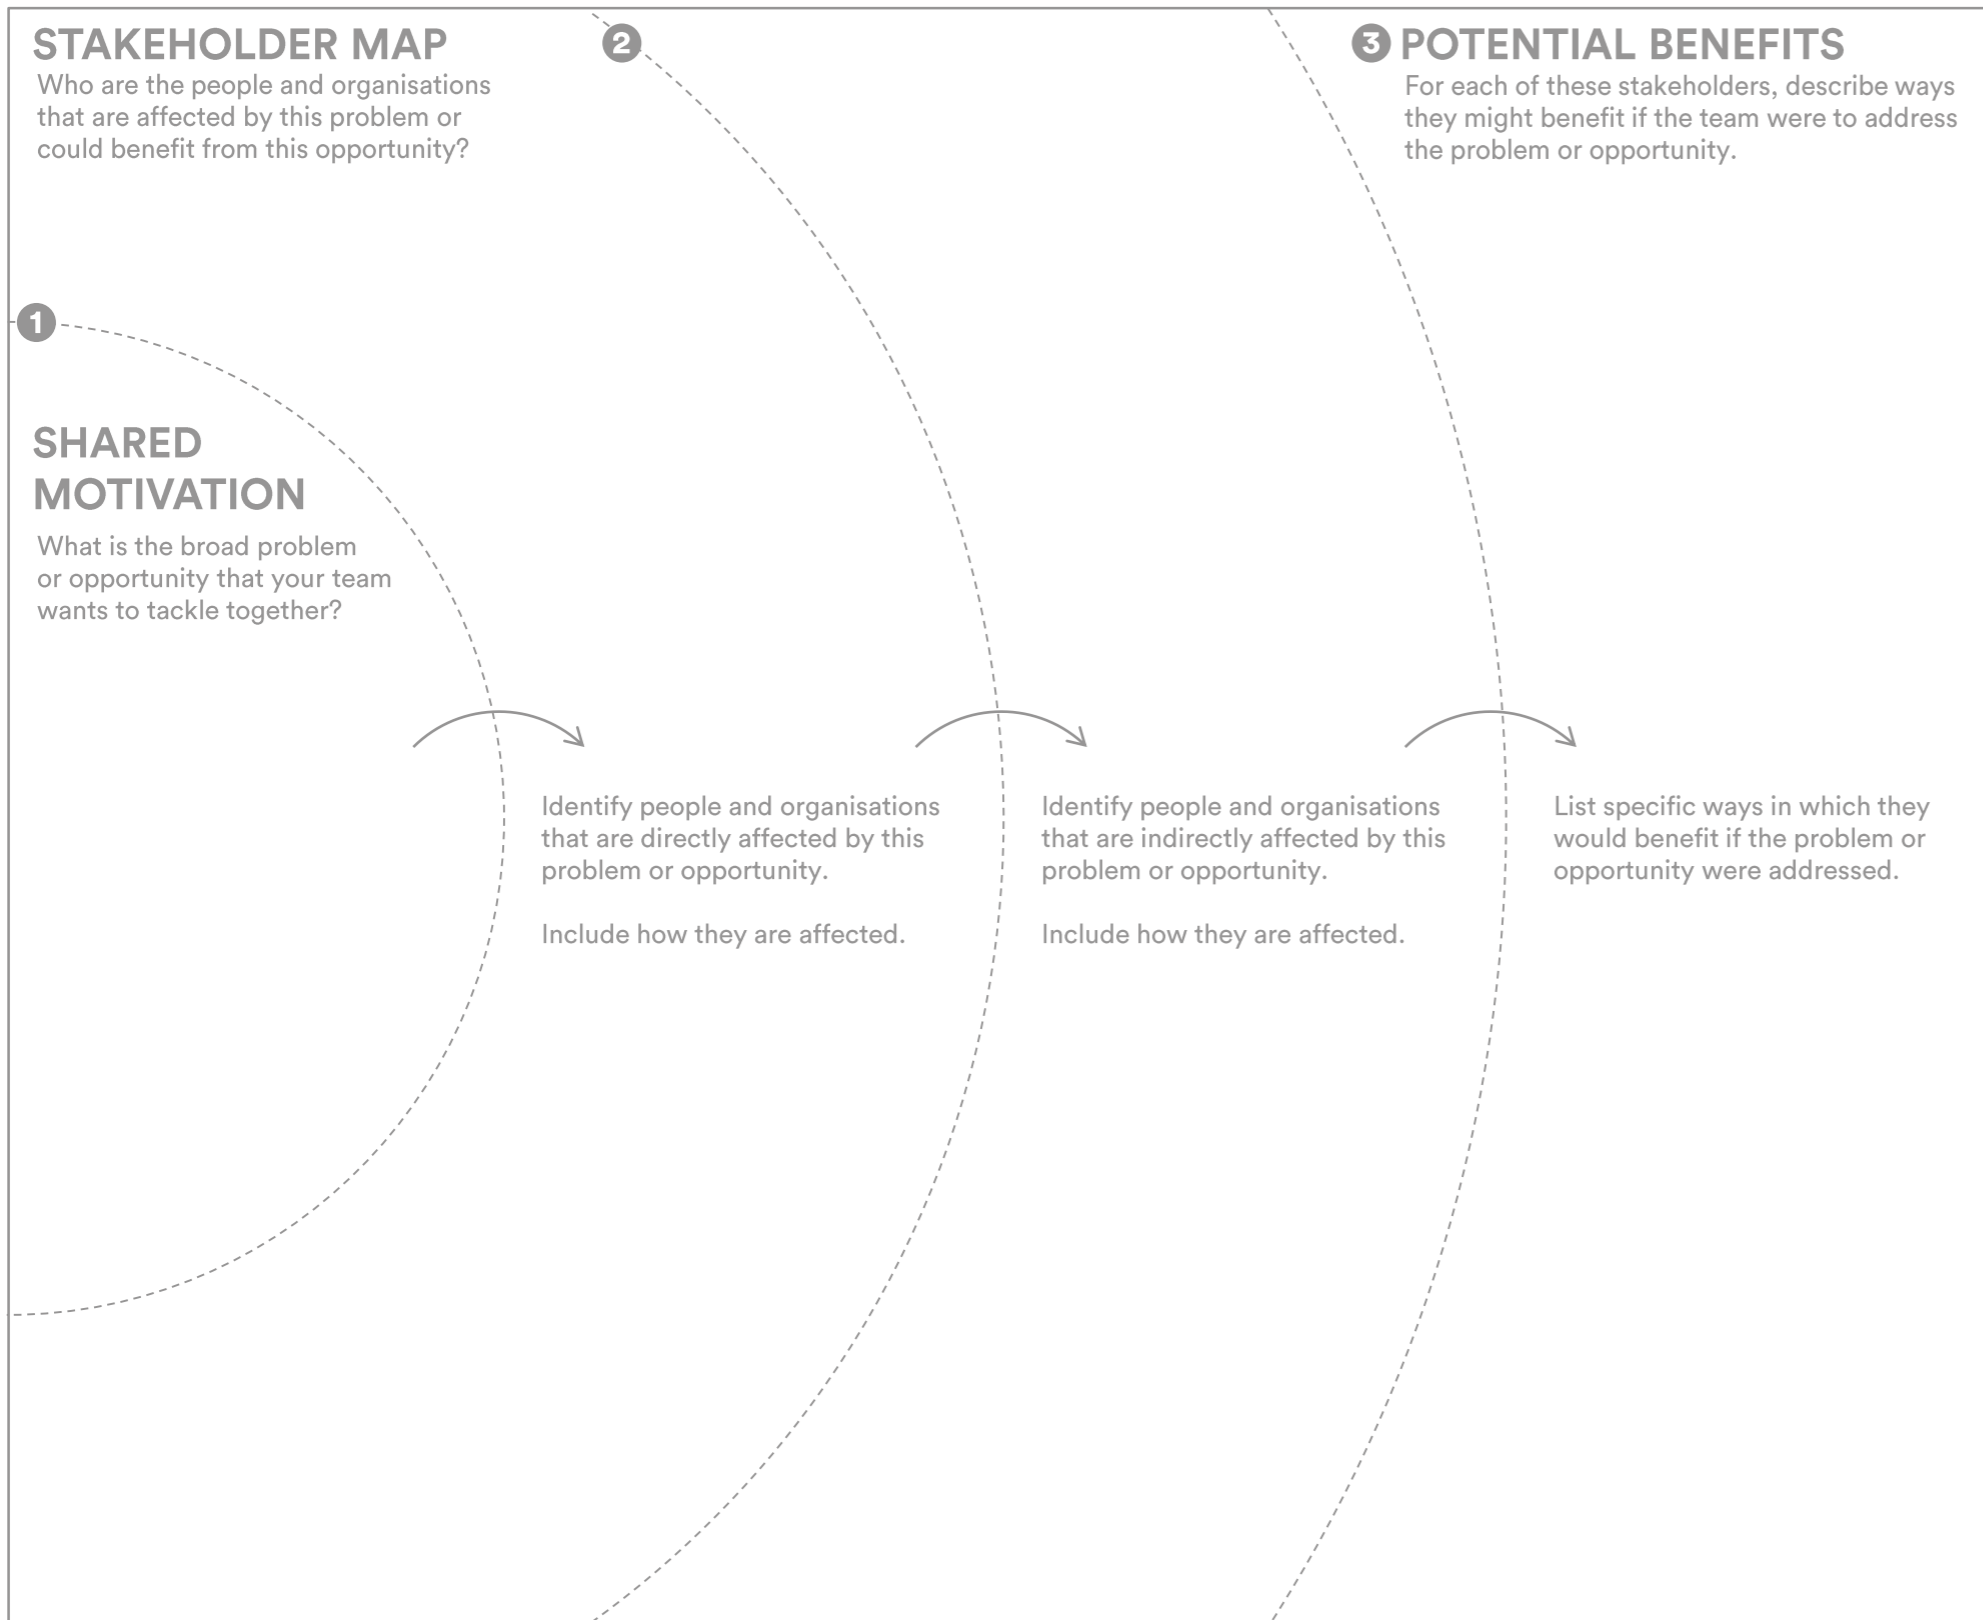 STAKEHOLDER MAP
Who are the people and organisations
that are affected by this problem or
could benefit from this opportunity?
2
3 POTENTIAL BENEFITS
For each of these stakeholders, describe ways
they might benefit if the team were to address
the problem or opportunity.
1
SHARED
MOTIVATION
What is the broad problem
or opportunity that your team
wants to tackle together?
Identify people and organisations
that are directly affected by this
problem or opportunity.
Include how they are affected.
Identify people and organisations
that are indirectly affected by this
problem or opportunity.
Include how they are affected.
List specific ways in which they
would benefit if the problem or
opportunity were addressed.